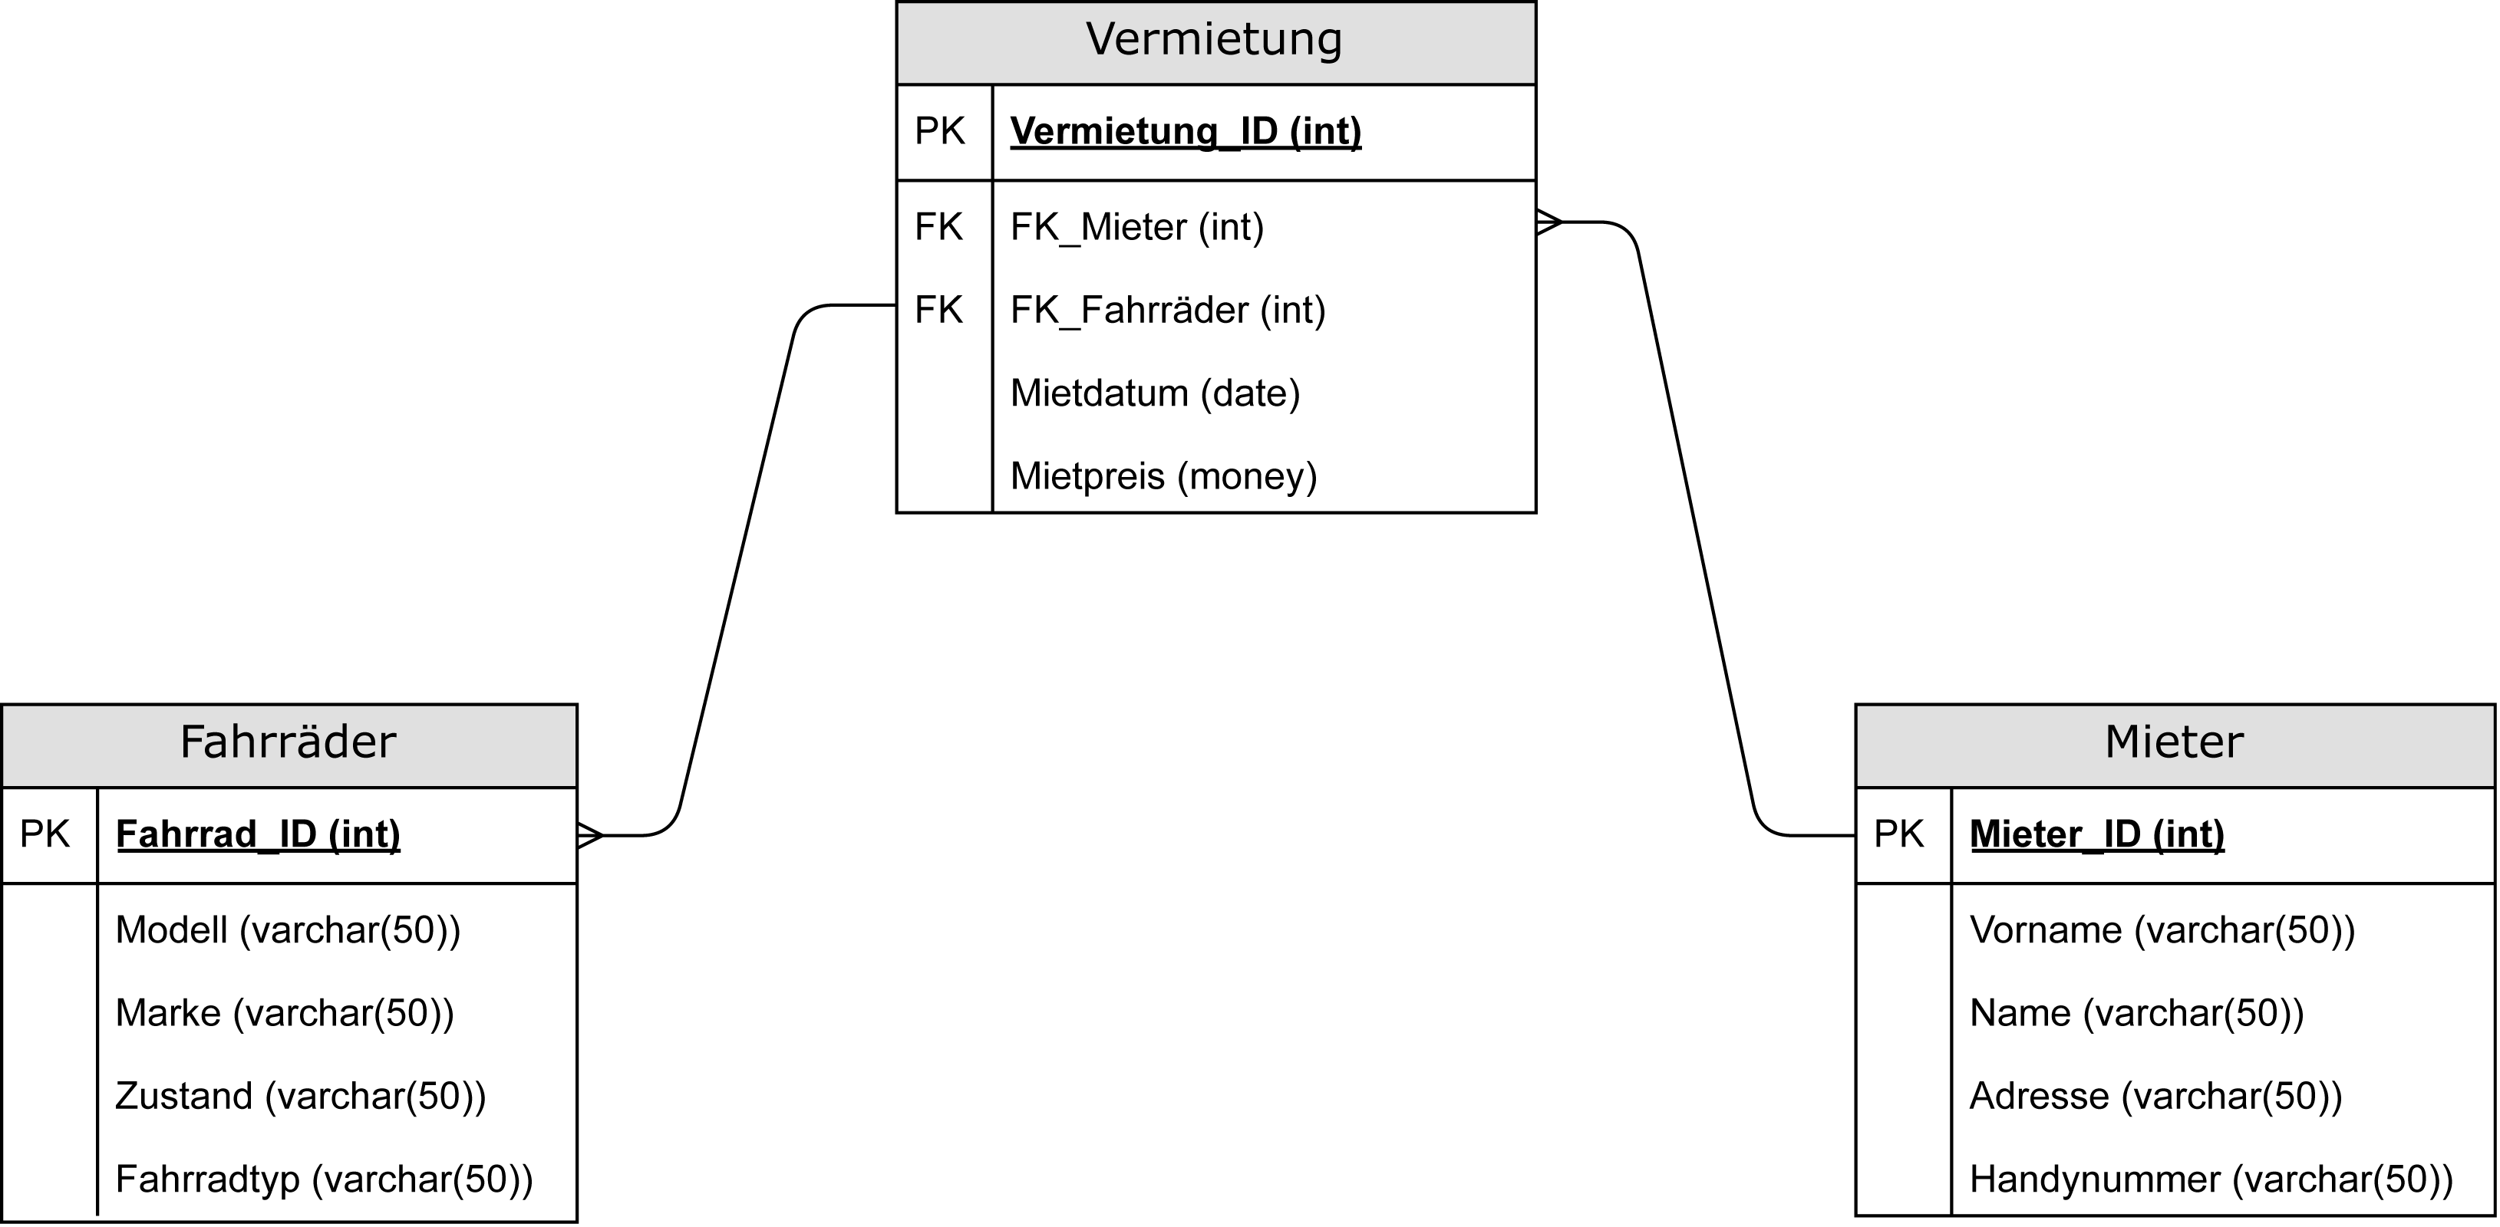 Vermietung
PK Vermietung_ID (int)
FK FK_Mieter (int)
FK FK_Fahrräder (int)
Mietdatum (date)
Mietpreis (money)
Fahrräder
PK Fahrrad_ID (int)
Modell (varchar(50))
Marke (varchar(50))
Zustand (varchar(50))
Fahrradtyp (varchar(50))
Mieter
PK Mieter_ID (int)
Vorname (varchar(50))
Name (varchar(50))
Adresse (varchar(50))
Handynummer (varchar(50))